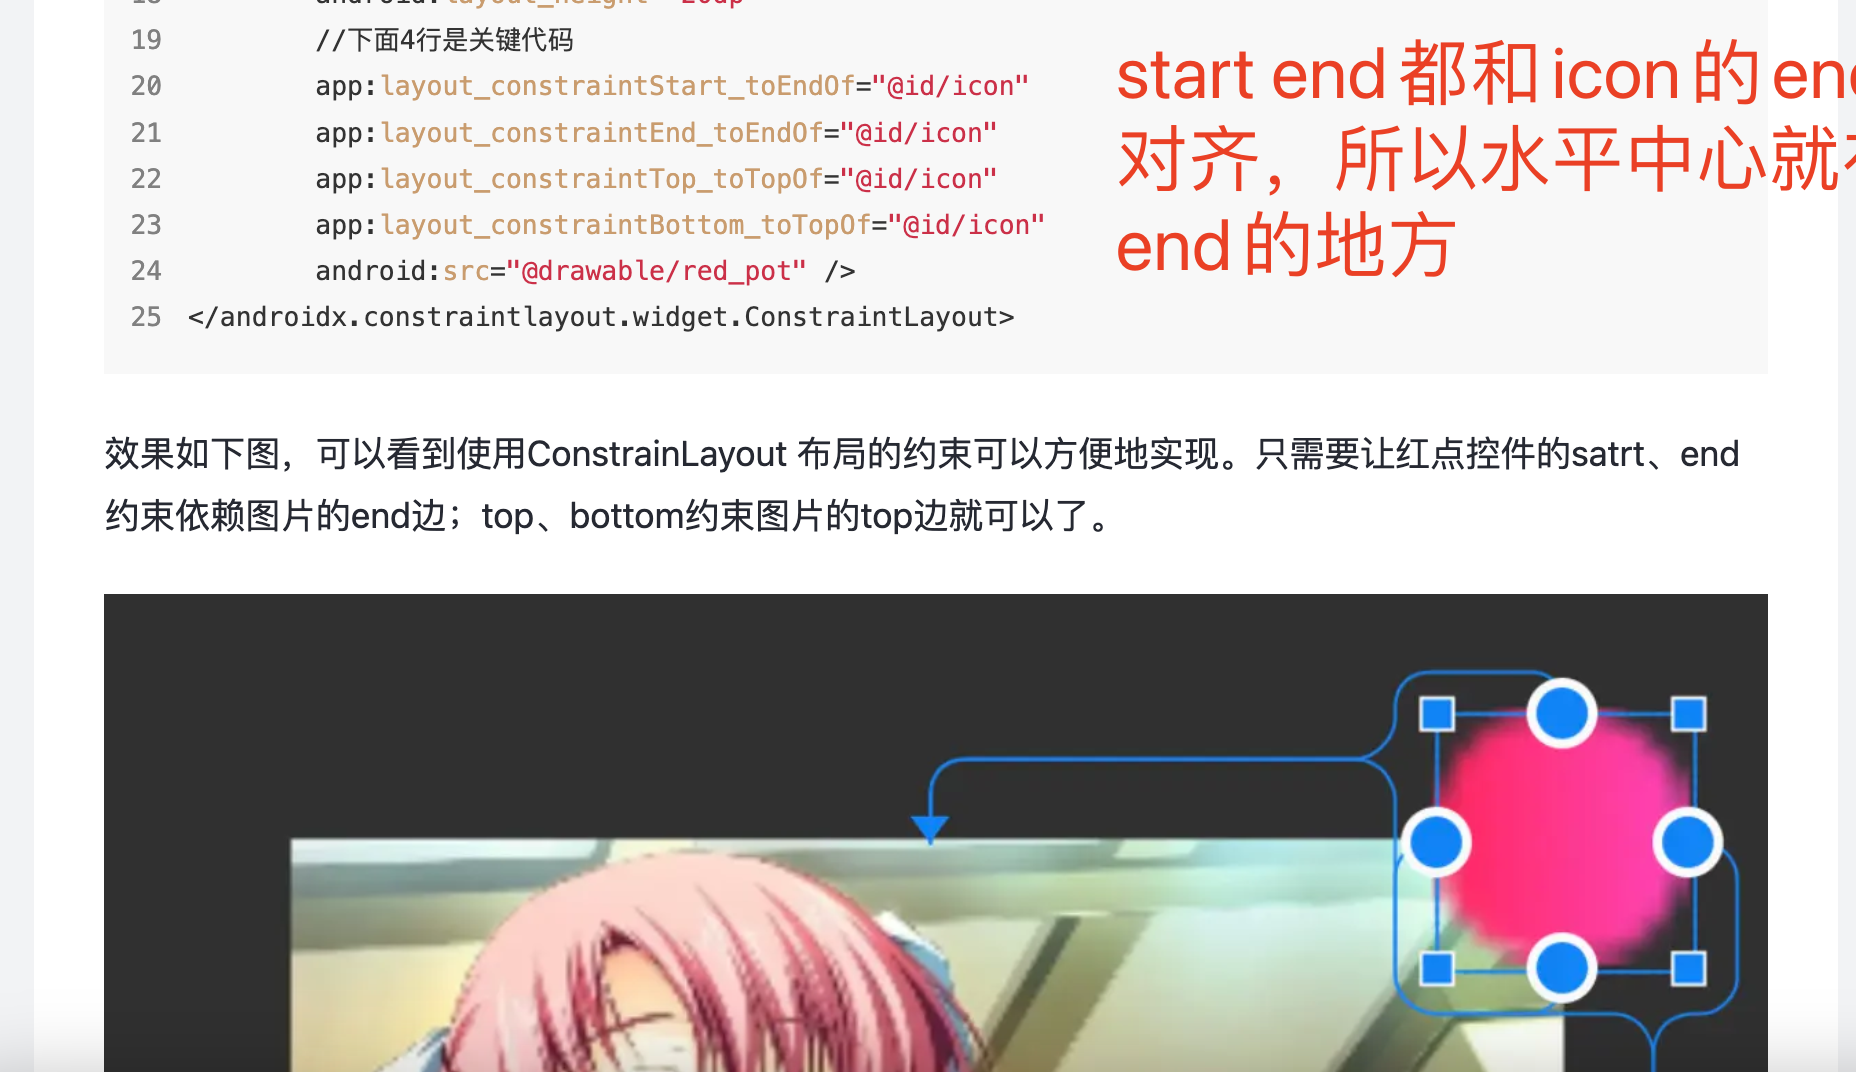 19 //下面4行是关键代码
20 app:layout_constraintStart_toEndOf="@id/icon"
21 app:layout_constraintEnd_toEndOf="@id/icon"
22 app:layout_constraintTop_toTopOf="@id/icon"
23 app:layout_constraintBottom_toTopOf="@id/icon"
24 android:src="@drawable/red_pot" />
25 </androidx.constraintlayout.widget.ConstraintLayout>
start end都和icon的
对齐，所以水平中心就
end的地方
效果如下图，可以看到使用ConstrainLayout 布局的约束可以方便地实现。只需要让红点控件的satrt、end
约束依赖图片的end边；top、bottom约束图片的top边就可以了。